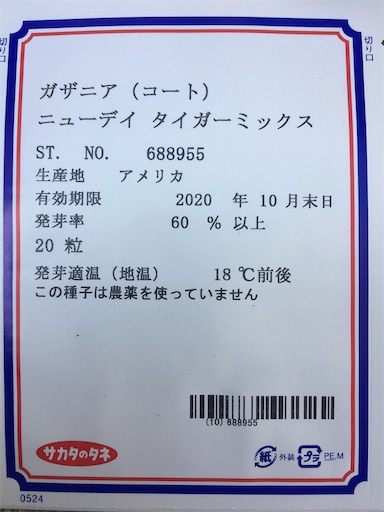 切り口
切り口
ガザニア（コート）
ニューデイ タイガーミックス
ST. NO. 688955
生産地 アメリカ
有効期限 2020 年 10 月末日
発芽率 60 % 以上
20 粒
発芽適温（地温） 18 ℃前後
この種子は農薬を使っていません
(10) 688955
サカタのタネ
紙 外装 プラ PE,M
0524